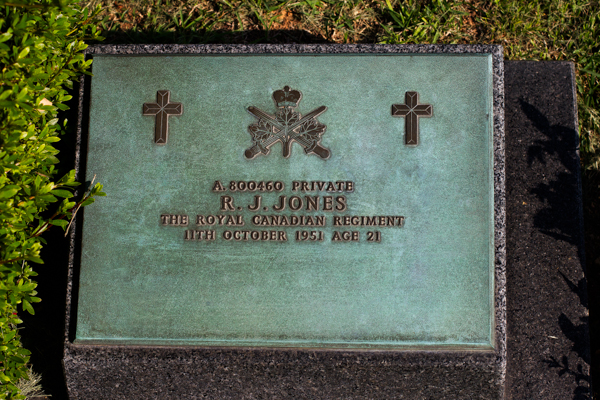 A.800460 PRIVATE
R. J. JONES
THE ROYAL CANADIAN REGIMENT
11TH OCTOBER 1951 AGE 21